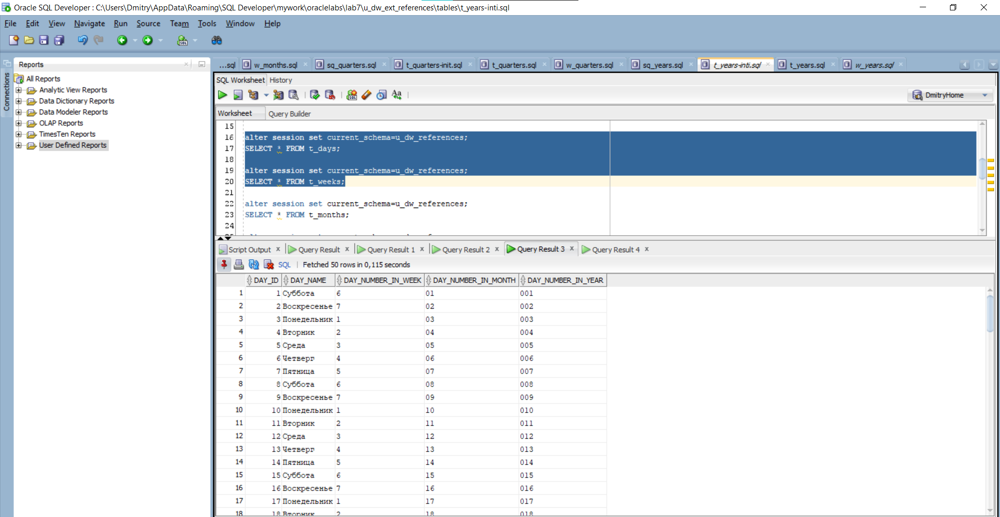 Oracle SQL Developer : C:\Users\Dmitry\AppData\Roaming\SQL Developer\mywork\oraclelabs\lab7\u_dw_ext_references\tables\t_years-inti.sql
File Edit View Navigate Run Source Team Tools Window Help
Connections
Reports
All Reports
Analytic View Reports
Data Dictionary Reports
Data Modeler Reports
OLAP Reports
TimesTen Reports
User Defined Reports
...sql w_months.sql sq_quarters.sql t_quarters-init.sql t_quarters.sql w_quarters.sql sq_years.sql t_years-inti.sql t_years.sql w_years.sql
SQL Worksheet History
DmitryHome
Worksheet Query Builder
15
16 alter session set current_schema=u_dw_references;
17 SELECT * FROM t_days;
18
19 alter session set current_schema=u_dw_references;
20 SELECT * FROM t_weeks;
21
22 alter session set current_schema=u_dw_references;
23 SELECT * FROM t_months;
24
Script Output Query Result Query Result 1 Query Result 2 Query Result 3 Query Result 4
SQL Fetched 50 rows in 0,115 seconds
DAY_ID DAY_NAME DAY_NUMBER_IN_WEEK DAY_NUMBER_IN_MONTH DAY_NUMBER_IN_YEAR
1 1 Суббота 6 01 001
2 2 Воскресенье 7 02 002
3 3 Понедельник 1 03 003
4 4 Вторник 2 04 004
5 5 Среда 3 05 005
6 6 Четверг 4 06 006
7 7 Пятница 5 07 007
8 8 Суббота 6 08 008
9 9 Воскресенье 7 09 009
10 10 Понедельник 1 10 010
11 11 Вторник 2 11 011
12 12 Среда 3 12 012
13 13 Четверг 4 13 013
14 14 Пятница 5 14 014
15 15 Суббота 6 15 015
16 16 Воскресенье 7 16 016
17 17 Понедельник 1 17 017
18 18 Вторник 2 18 018